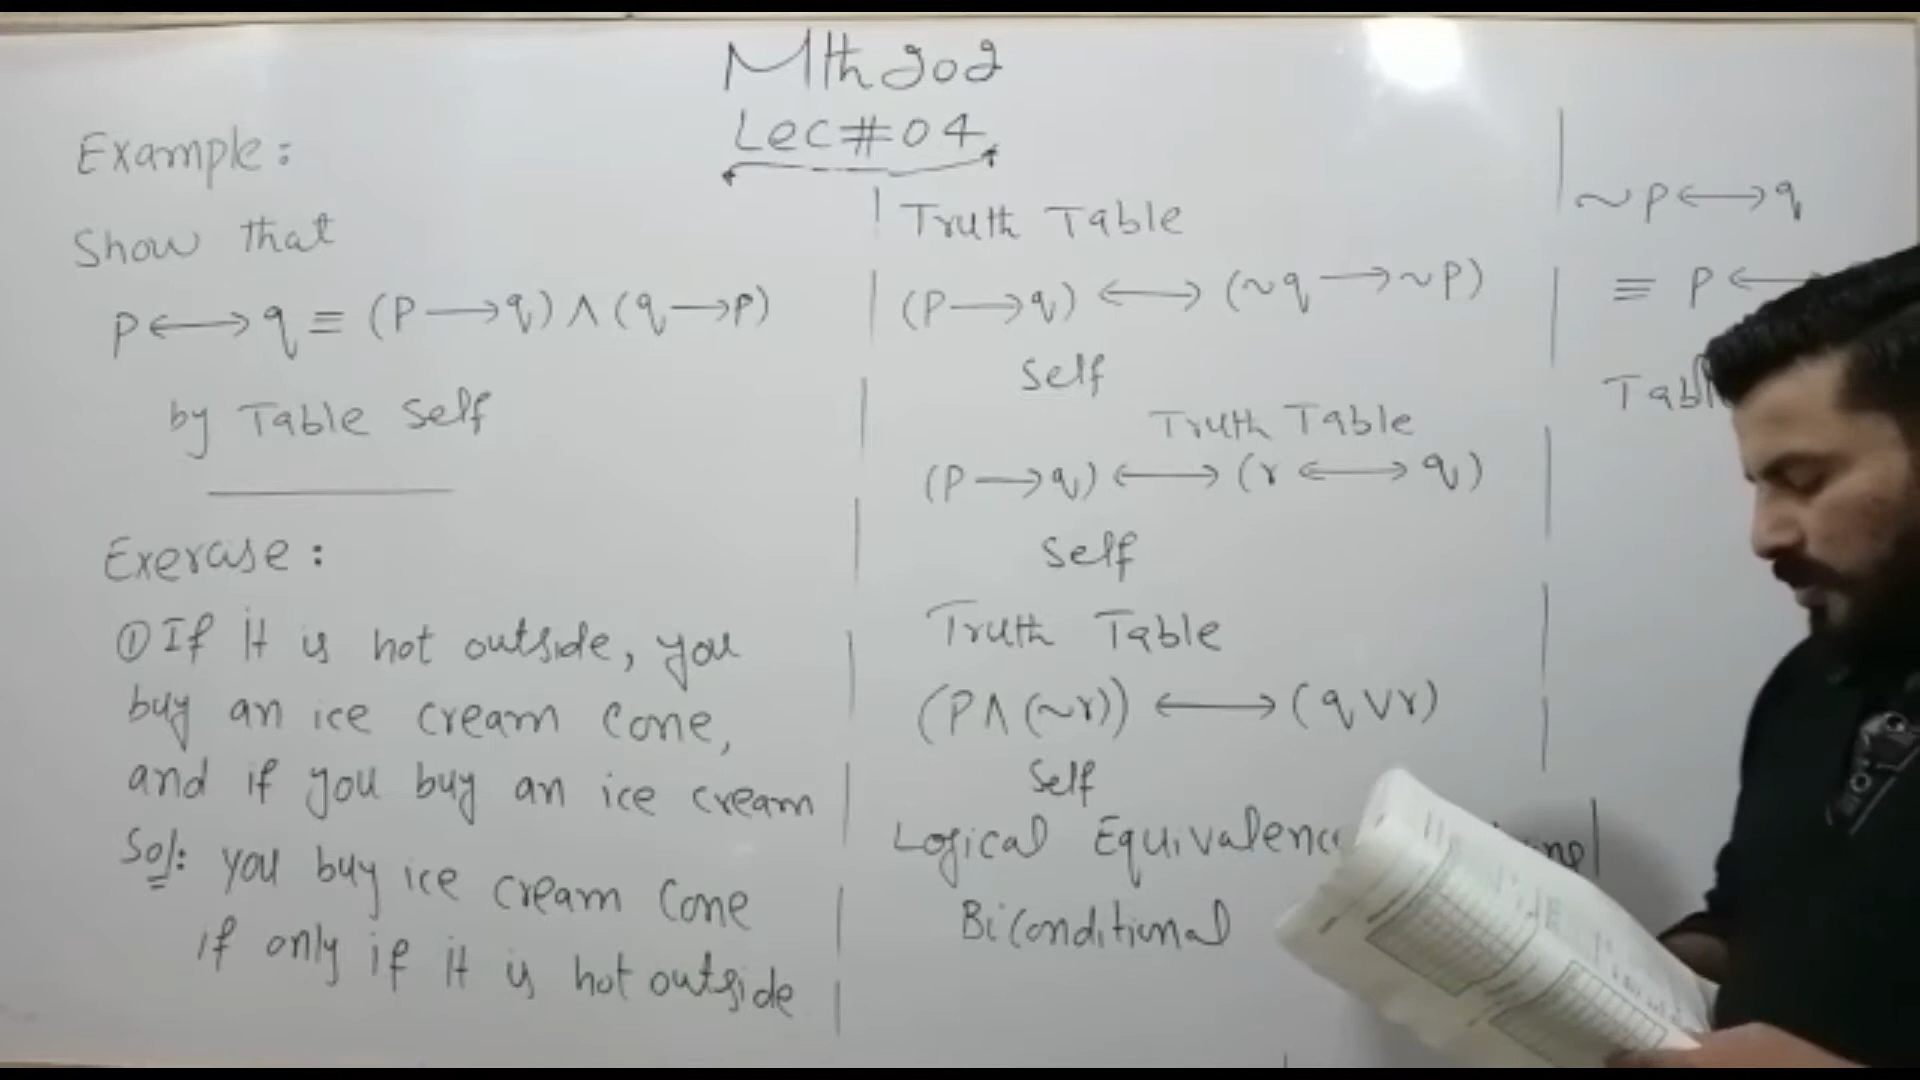 Mth202
Lec#04
Example:
Show that
P ⟷ q ≡ (P ⟶ q) ∧ (q ⟶ P)
by Table Self
Exercise:
① If it is hot outside, you
buy an ice cream cone,
and if you buy an ice cream
Sol: you buy ice cream cone
if only if it is hot outside
Truth Table
(P ⟶ q) ⟷ (~q ⟶ ~P)
Self
Truth Table
(P ⟶ q) ⟷ (r ⟷ q)
Self
Truth Table
(P ∧ (~r)) ⟷ (q ∨ r)
Self
Logical
Biconditional
~P ⟷ q
≡ P ⟷